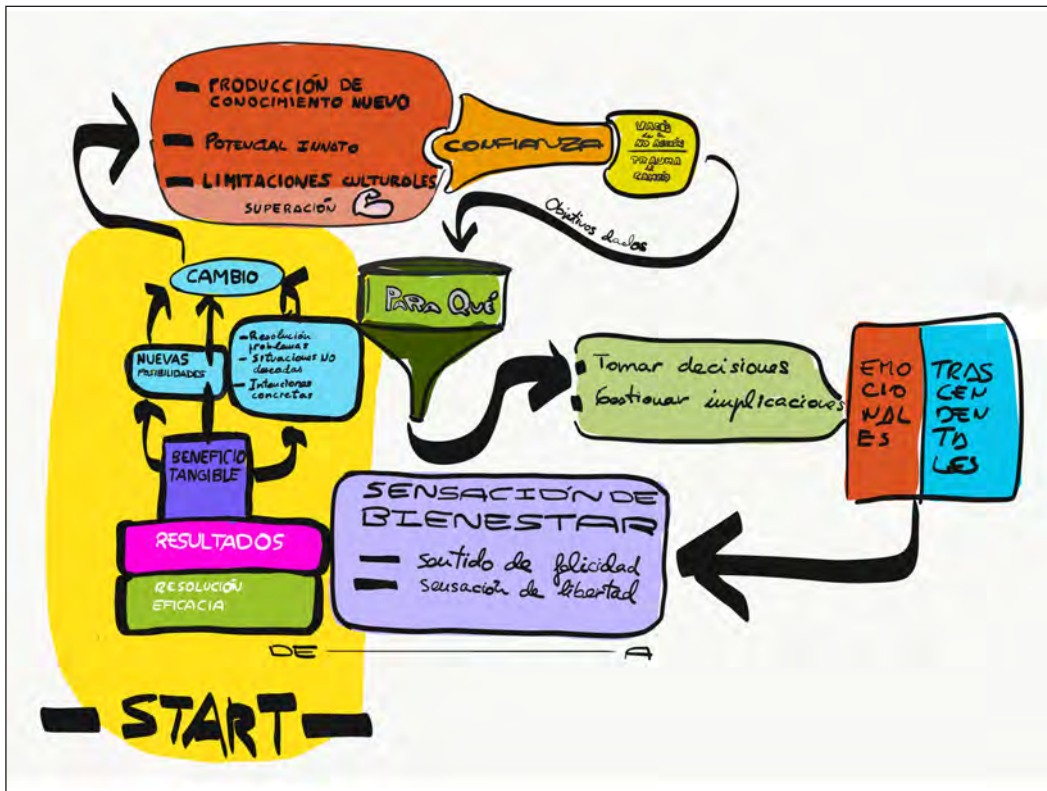 PRODUCCIÓN DE
CONOCIMIENTO NUEVO
POTENCIAL INNATO
LIMITACIONES CULTURALES
SUPERACIÓN
CONFIANZA
NO ACCIÓN
TRAUMA
CAMBIO
Objetivos dados
CAMBIO
NUEVAS
POSIBILIDADES
- Resolución
problemas
- Situaciones NO
deseadas
- Intenciones
concretas
BENEFICIO
TANGIBLE
RESULTADOS
RESOLUCIÓN
EFICACIA
PARA QUÉ
Tomar decisiones
Gestionar implicaciones
EMO
CIO
NAL
ES
TRAS
CEN
DEN
TA
LES
SENSACIÓN DE
BIENESTAR
sentido de felicidad
sensación de libertad
DE A
START